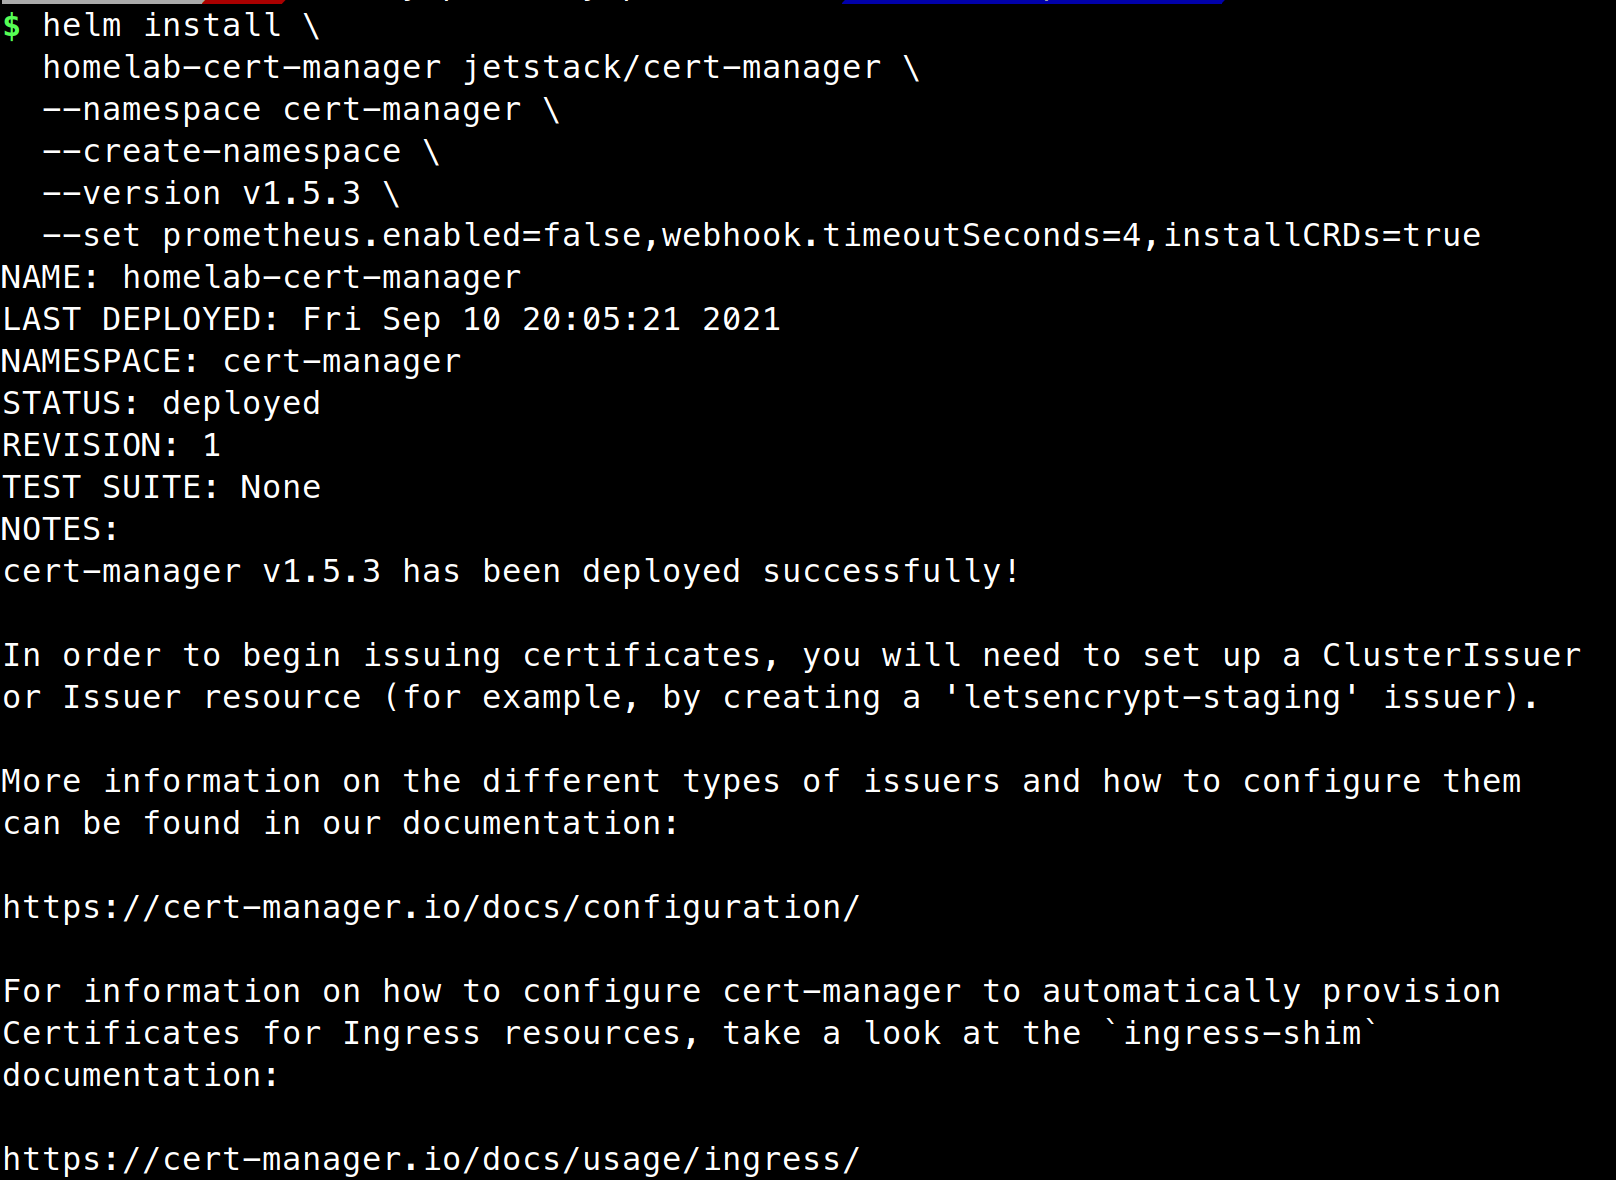 $ helm install \
  homelab-cert-manager jetstack/cert-manager \
  --namespace cert-manager \
  --create-namespace \
  --version v1.5.3 \
  --set prometheus.enabled=false,webhook.timeoutSeconds=4,installCRDs=true
NAME: homelab-cert-manager
LAST DEPLOYED: Fri Sep 10 20:05:21 2021
NAMESPACE: cert-manager
STATUS: deployed
REVISION: 1
TEST SUITE: None
NOTES:
cert-manager v1.5.3 has been deployed successfully!

In order to begin issuing certificates, you will need to set up a ClusterIssuer
or Issuer resource (for example, by creating a 'letsencrypt-staging' issuer).

More information on the different types of issuers and how to configure them
can be found in our documentation:

https://cert-manager.io/docs/configuration/

For information on how to configure cert-manager to automatically provision
Certificates for Ingress resources, take a look at the `ingress-shim`
documentation:

https://cert-manager.io/docs/usage/ingress/